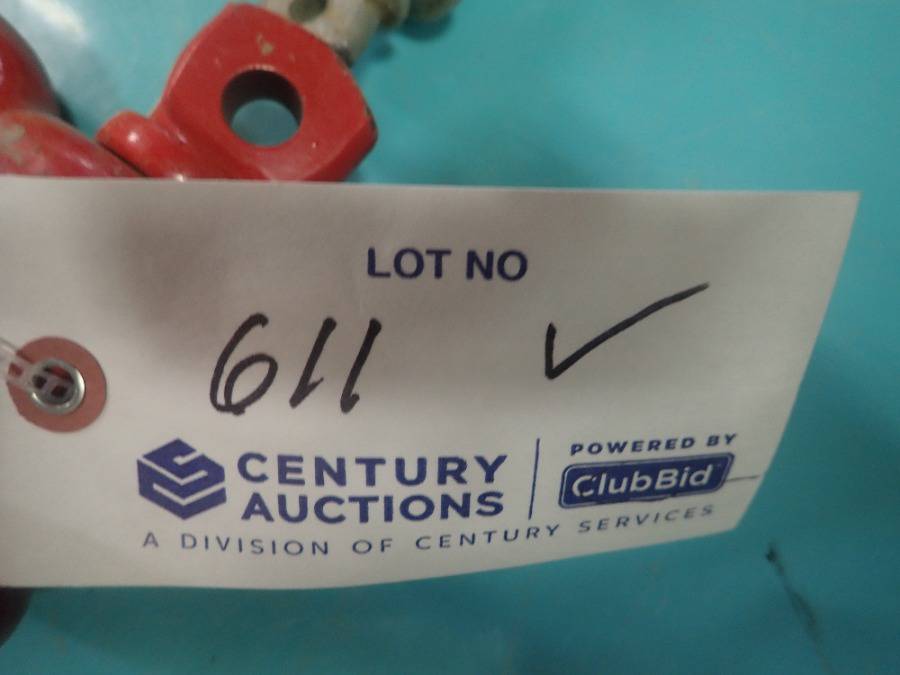 LOT NO
611 ✓
CENTURY
AUCTIONS
POWERED BY
ClubBid
A DIVISION OF CENTURY SERVICES